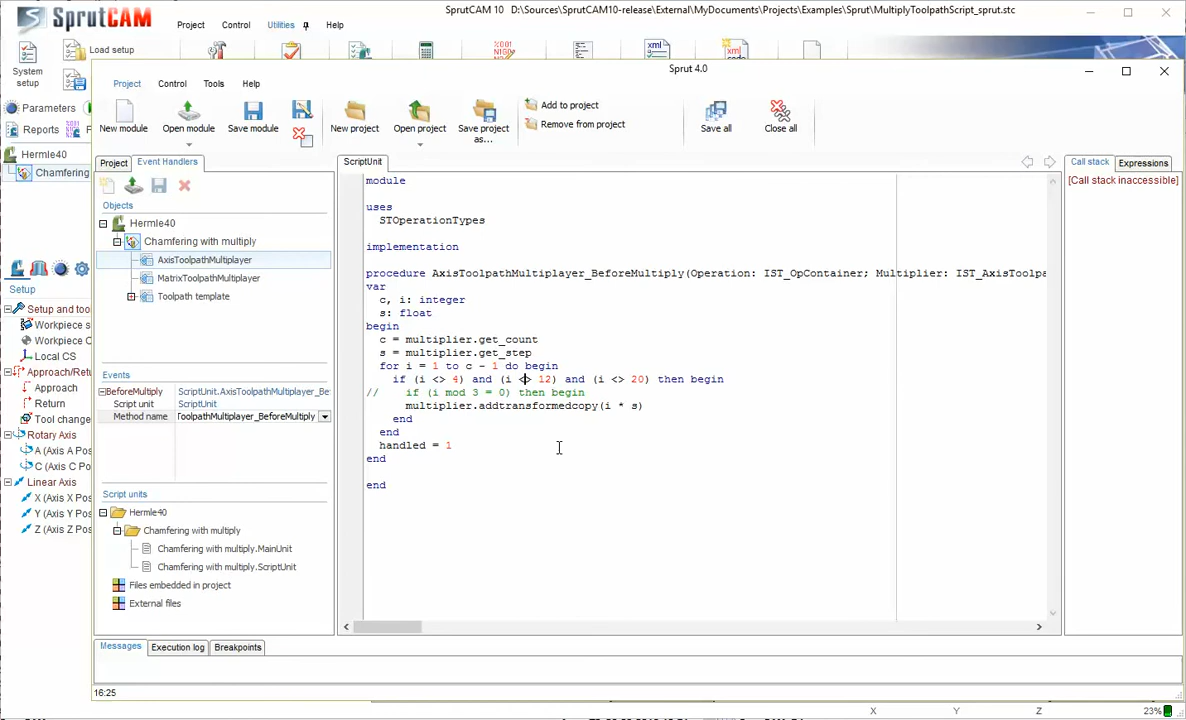 SprutCAM 10  D:\Sources\SprutCAM10-release\External\MyDocuments\Projects\Examples\Sprut\MultiplyToolpathScript_sprut.stc
SprutCAM
Project
Control
Utilities
Help
Load setup
System
setup
Parameters
Reports
Hermle40
Chamfering
Setup
Setup and too
Workpiece s
Workpiece C
Local CS
Approach/Retu
Approach
Return
Tool change
Rotary Axis
A (Axis A Po
C (Axis C Po
Linear Axis
X (Axis X Po
Y (Axis Y Po
Z (Axis Z Po
Sprut 4.0
Project
Control
Tools
Help
New module
Open module
Save module
New project
Open project
Save project
as...
Add to project
Remove from project
Save all
Close all
Project
Event Handlers
Objects
Hermle40
Chamfering with multiply
AxisToolpathMultiplayer
MatrixToolpathMultiplayer
Toolpath template
Events
BeforeMultiply ScriptUnit.AxisToolpathMultiplayer_Be
Script unit ScriptUnit
Method name ToolpathMultiplayer_BeforeMultiply
Script units
Hermle40
Chamfering with multiply
Chamfering with multiply.MainUnit
Chamfering with multiply.ScriptUnit
Files embedded in project
External files
ScriptUnit
module
uses
STOperationTypes
implementation
procedure AxisToolpathMultiplayer_BeforeMultiply(Operation: IST_OpContainer; Multiplier: IST_AxisToolpa
var
c, i: integer
s: float
begin
c = multiplier.get_count
s = multiplier.get_step
for i = 1 to c - 1 do begin
if (i <> 4) and (i <> 12) and (i <> 20) then begin
// if (i mod 3 = 0) then begin
multiplier.addtransformedcopy(i * s)
end
end
handled = 1
end
end
Call stack
Expressions
[Call stack inaccessible]
Messages
Execution log
Breakpoints
16:25
X
Y
Z
23%